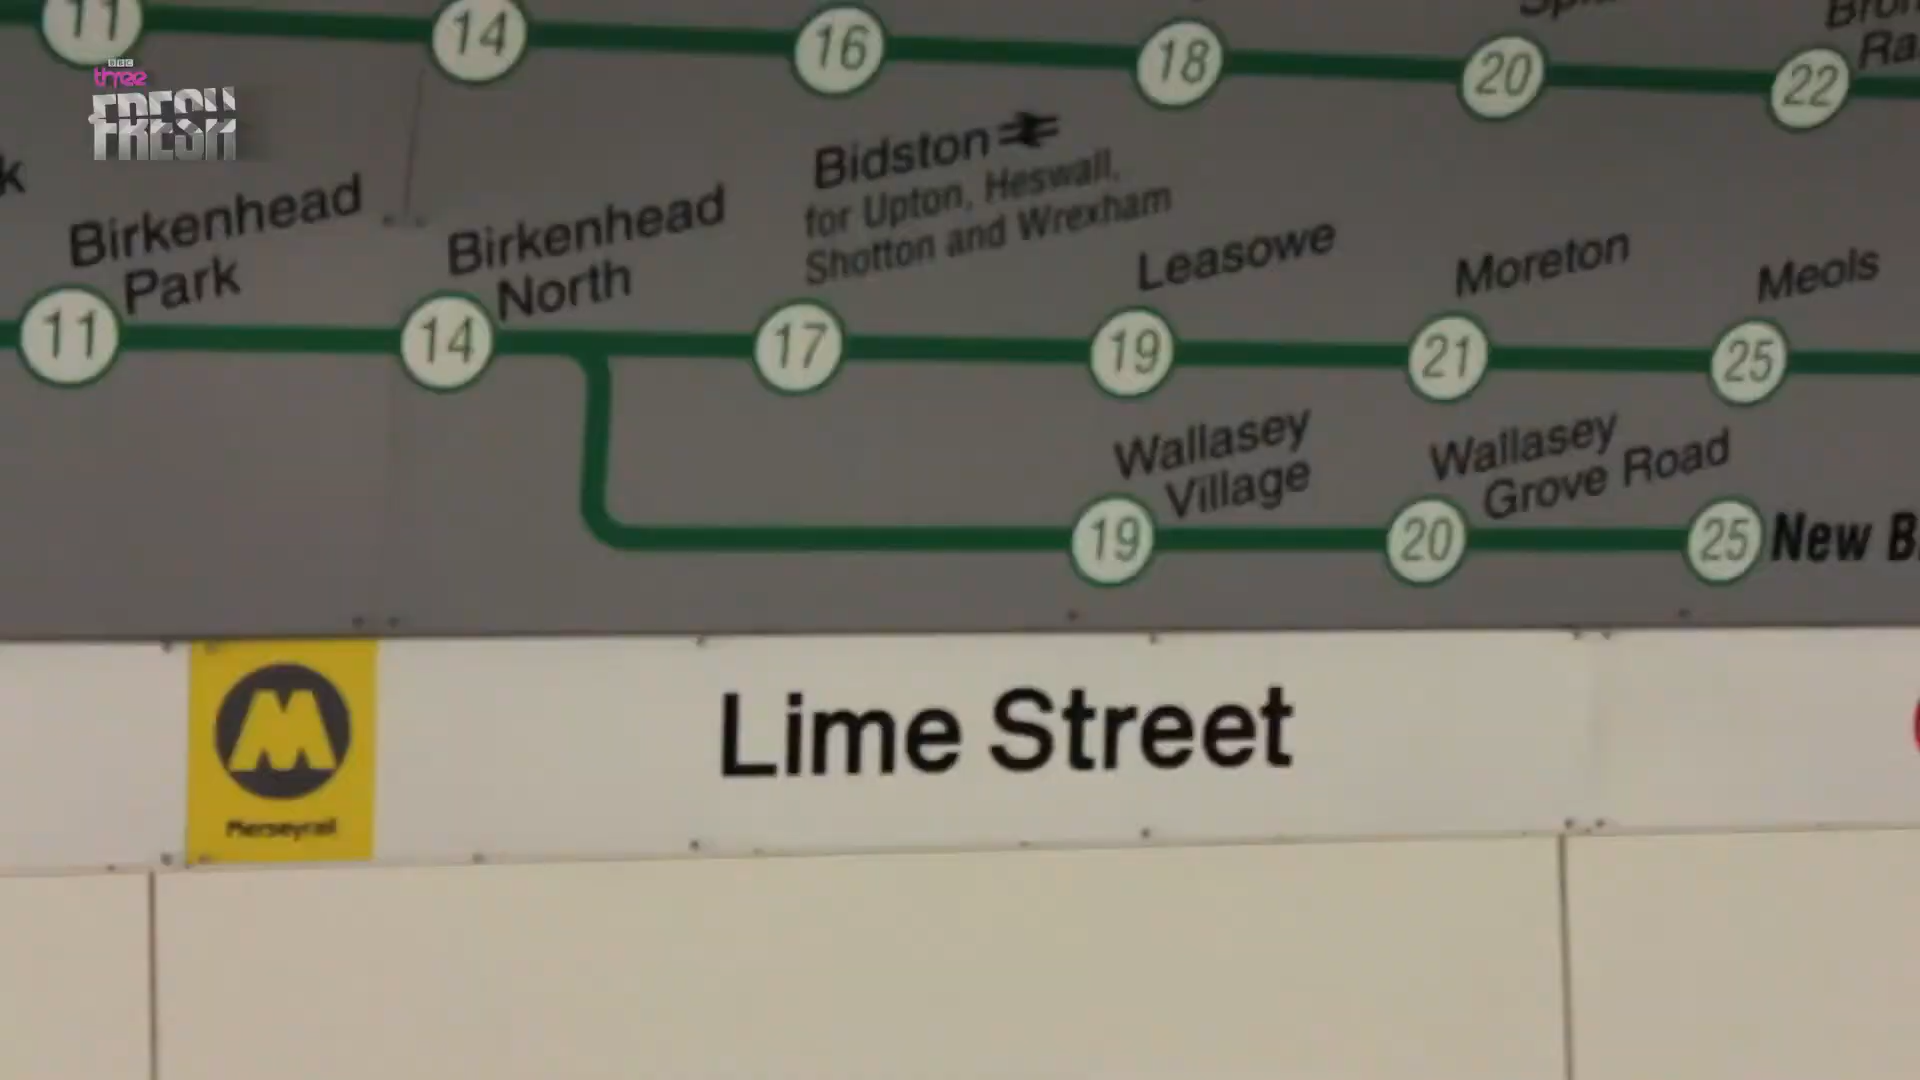 11
14
16
18
20
22
BBC
three
FRESH
Bidston
for Upton, Heswall,
Shotton and Wrexham
Birkenhead
Park
Birkenhead
North
Leasowe
Moreton
Meols
11
14
17
19
21
25
Wallasey
Village
Wallasey
Grove Road
19
20
25
New B
Lime Street
Merseyrail